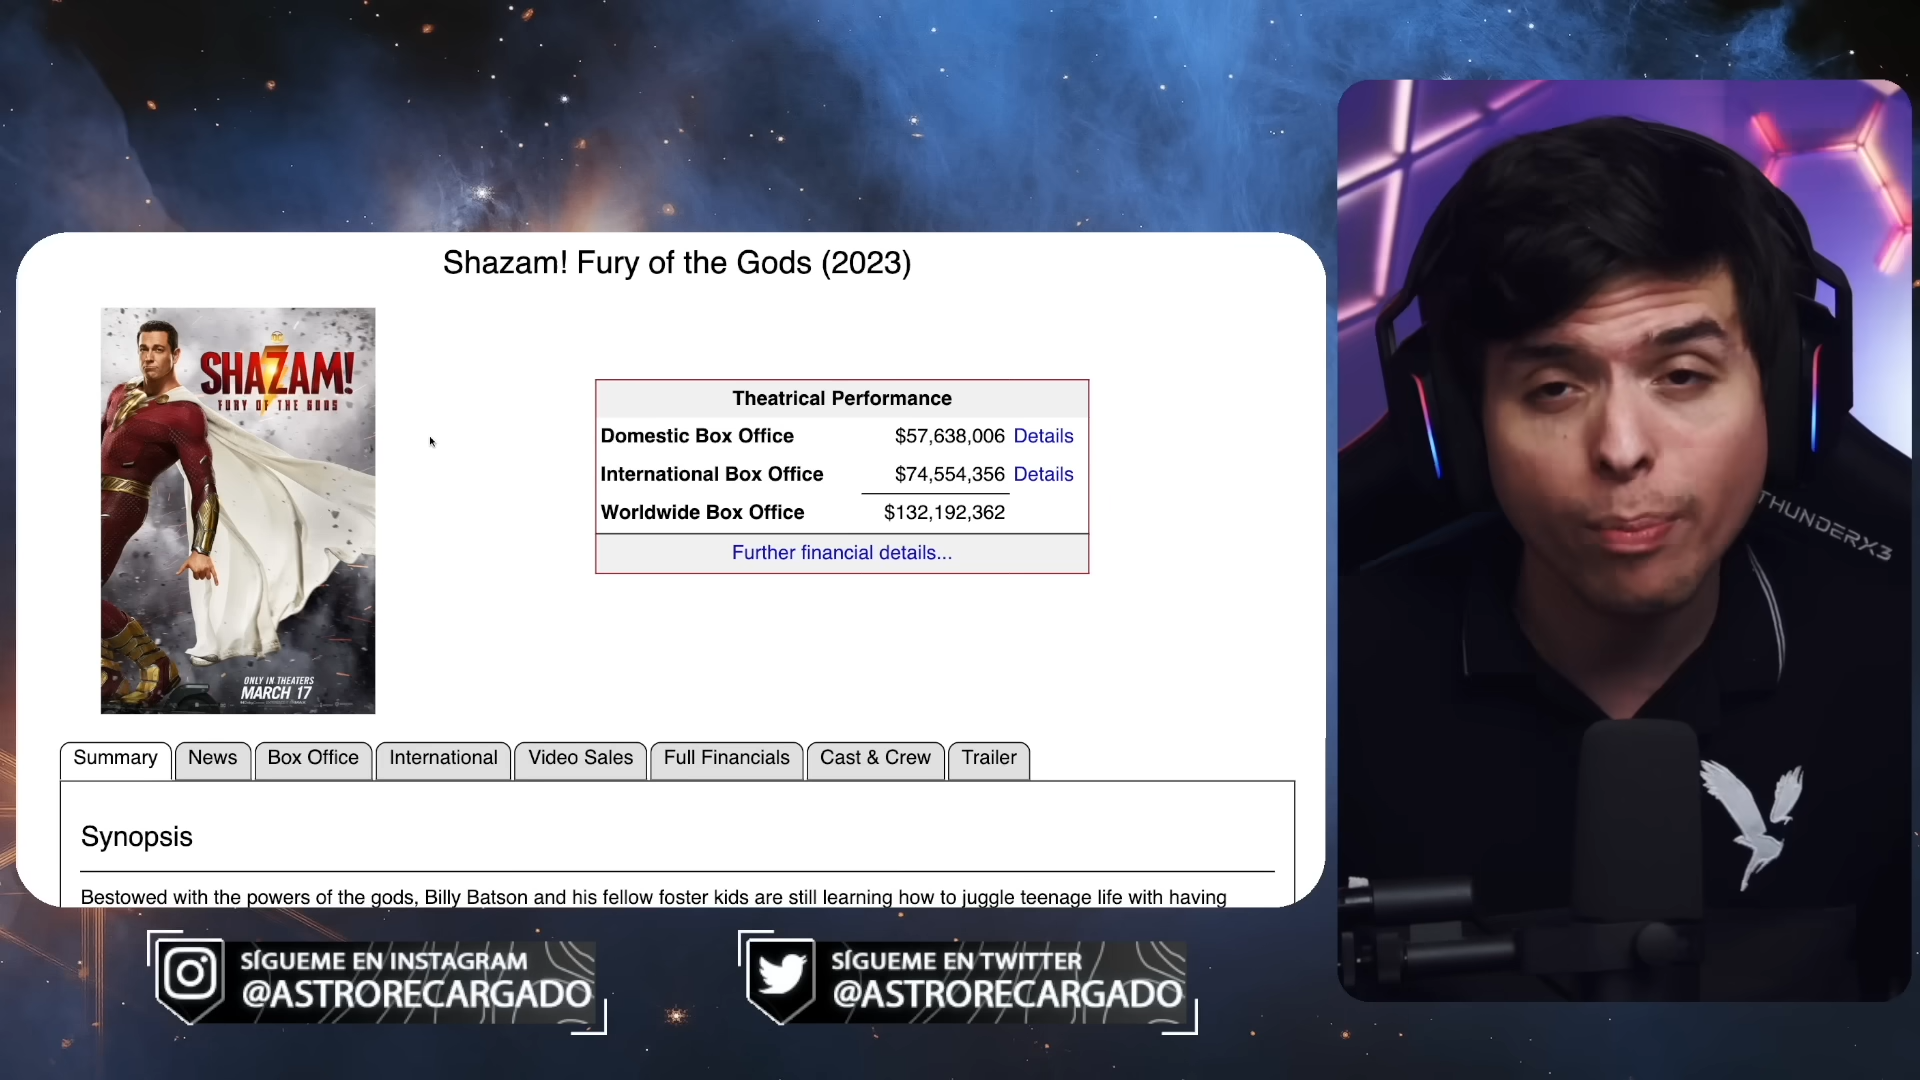 Shazam! Fury of the Gods (2023)
DC
SHAZAM!
FURY OF THE GODS
ONLY IN THEATERS
MARCH 17
Theatrical Performance
Domestic Box Office $57,638,006 Details
International Box Office $74,554,356 Details
Worldwide Box Office $132,192,362
Further financial details...
Summary News Box Office International Video Sales Full Financials Cast & Crew Trailer
Synopsis
Bestowed with the powers of the gods, Billy Batson and his fellow foster kids are still learning how to juggle teenage life with having
THUNDERX3
SÍGUEME EN INSTAGRAM
@ASTRORECARGADO
SÍGUEME EN TWITTER
@ASTRORECARGADO